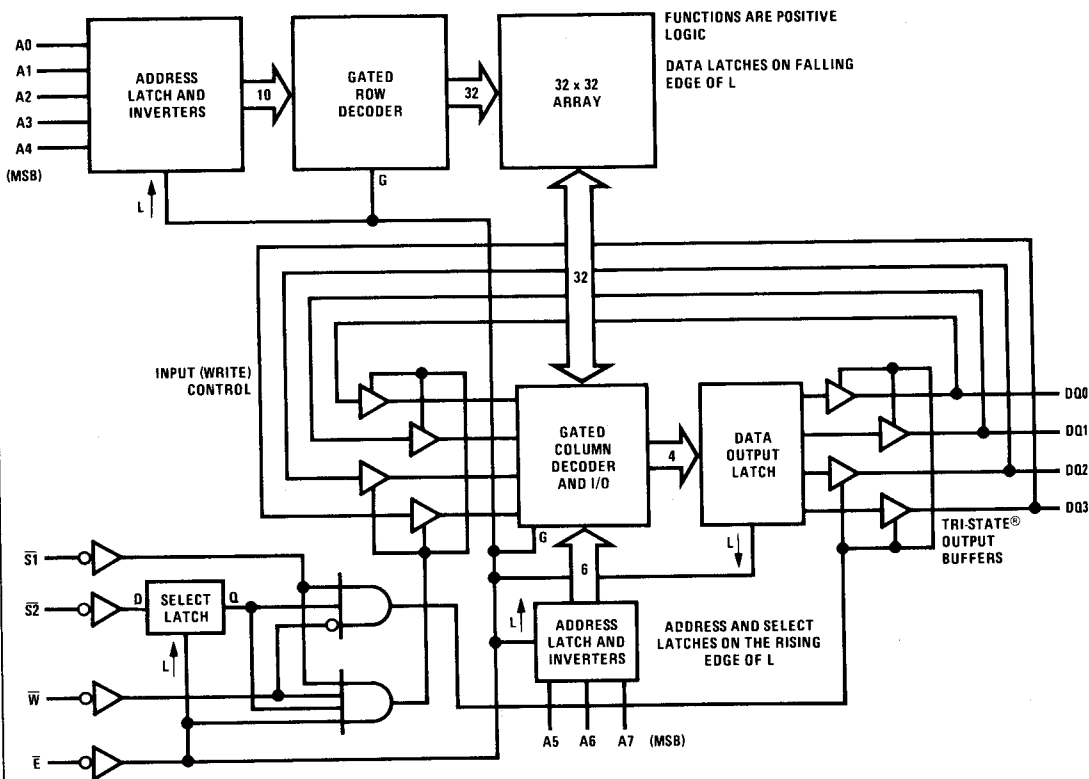 FUNCTIONS ARE POSITIVE
LOGIC
DATA LATCHES ON FALLING
EDGE OF L
A0
A1
A2
A3
A4
(MSB)
ADDRESS
LATCH AND
INVERTERS
10
GATED
ROW
DECODER
32
32 x 32
ARRAY
L
G
32
INPUT (WRITE)
CONTROL
GATED
COLUMN
DECODER
AND I/O
4
DATA
OUTPUT
LATCH
DQ0
DQ1
DQ2
DQ3
TRI-STATE®
OUTPUT
BUFFERS
G
L
6
S̅1̅
S̅2̅
D
SELECT
LATCH
Q
L
L
ADDRESS
LATCH AND
INVERTERS
ADDRESS AND SELECT
LATCHES ON THE RISING
EDGE OF L
W̅
A5
A6
A7
(MSB)
E̅